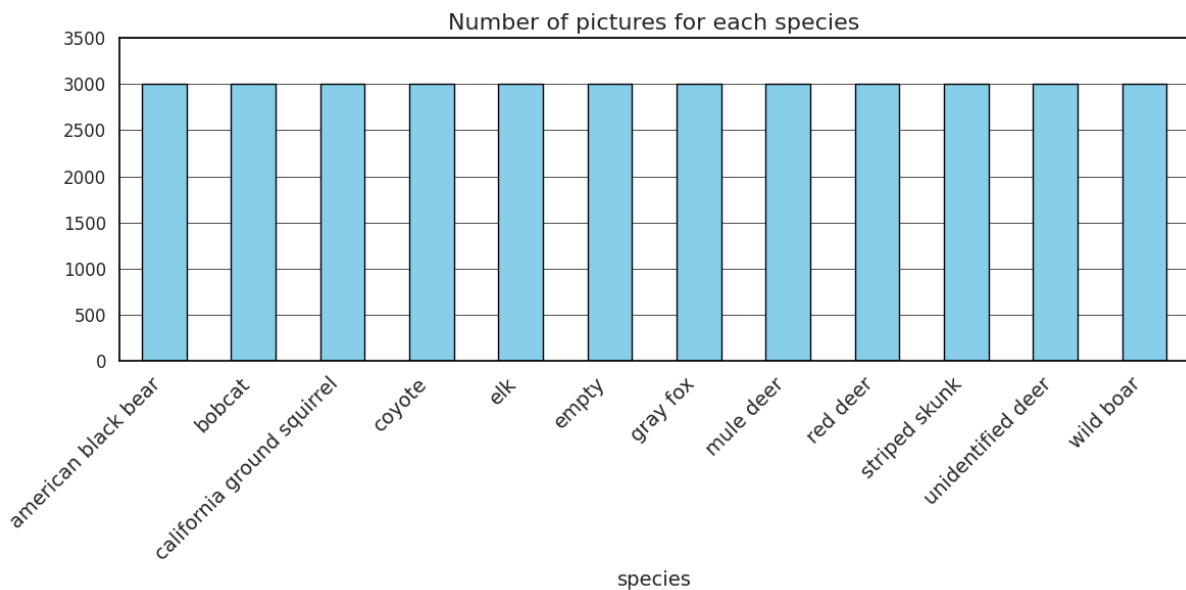 Number of pictures for each species
3500
3000
2500
2000
1500
1000
500
0
american black bear
bobcat
california ground squirrel
coyote
elk
empty
gray fox
mule deer
red deer
striped skunk
unidentified deer
wild boar
species